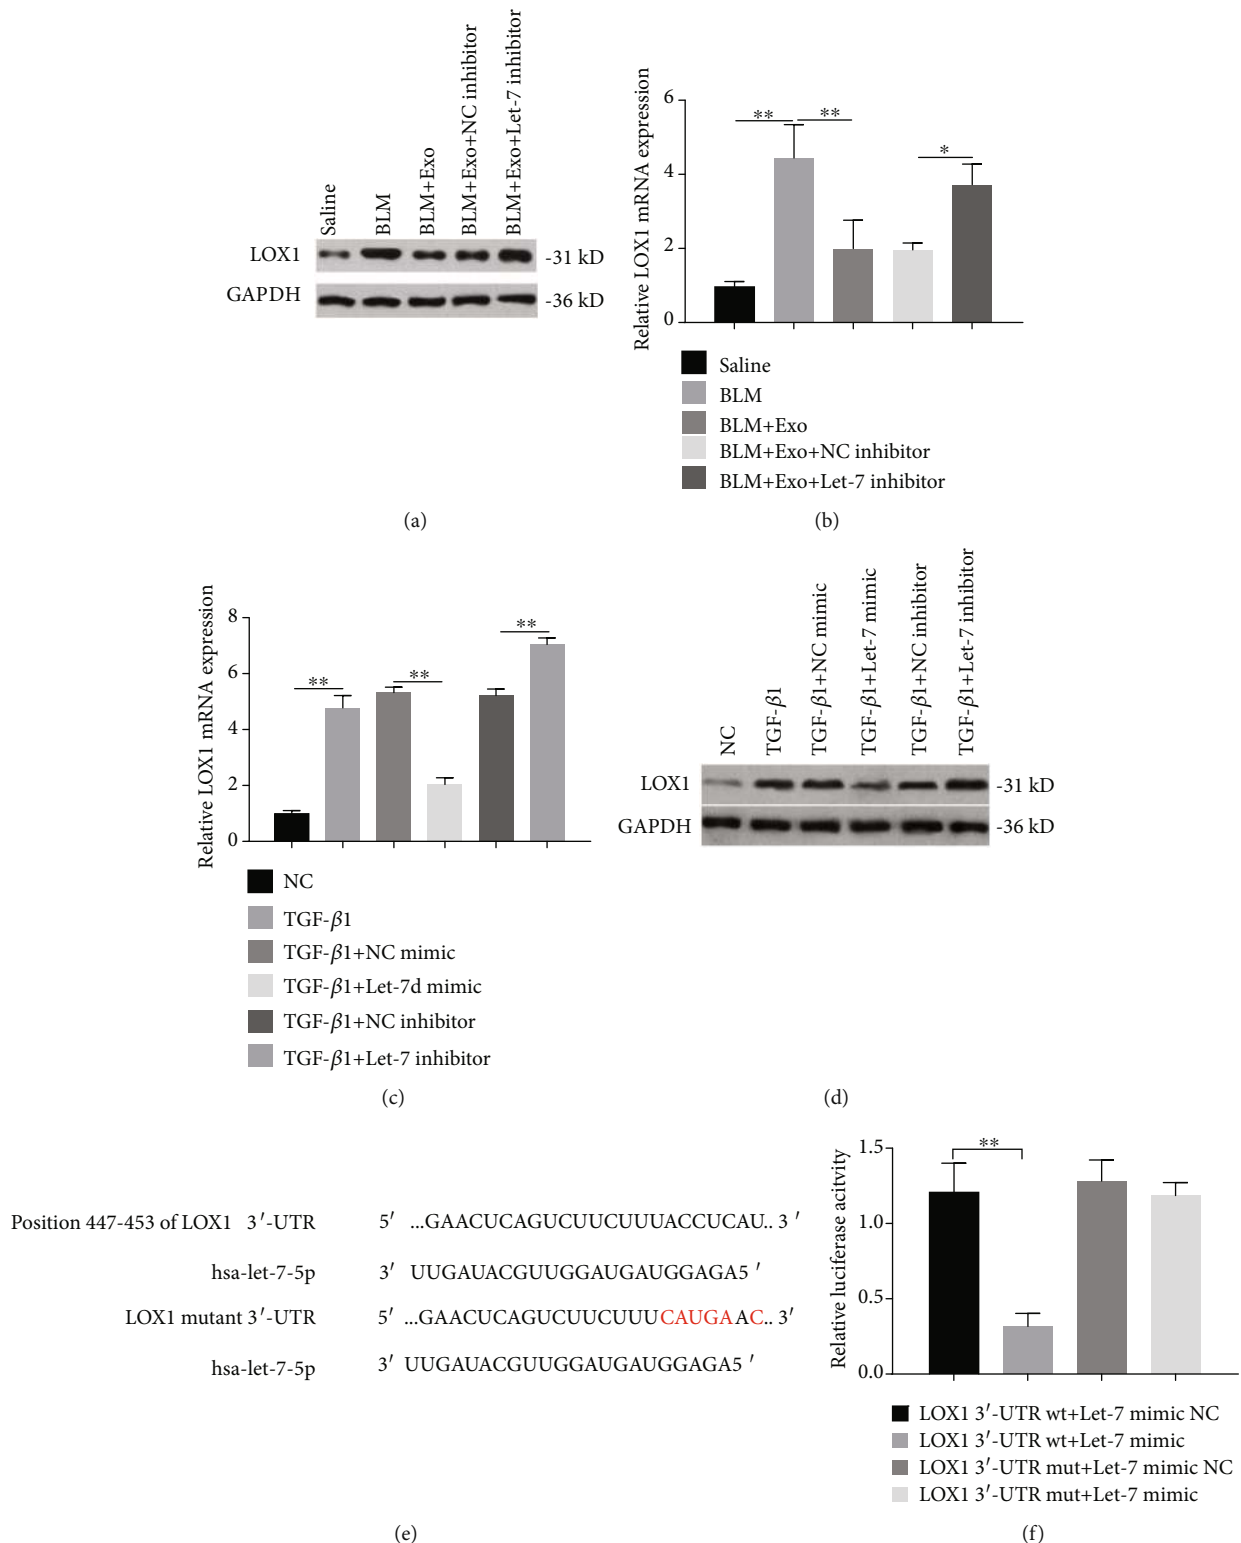 Saline
BLM
BLM+Exo
BLM+Exo+NC inhibitor
BLM+Exo+Let-7 inhibitor
LOX1
-31 kD
GAPDH
-36 kD
(a)
Relative LOX1 mRNA expression
6
4
2
0
** ** *
Saline
BLM
BLM+Exo
BLM+Exo+NC inhibitor
BLM+Exo+Let-7 inhibitor
(b)
Relative LOX1 mRNA expression
8
6
4
2
0
** ** **
NC
TGF-β1
TGF-β1+NC mimic
TGF-β1+Let-7d mimic
TGF-β1+NC inhibitor
TGF-β1+Let-7 inhibitor
(c)
NC
TGF-β1
TGF-β1+NC mimic
TGF-β1+Let-7 mimic
TGF-β1+NC inhibitor
TGF-β1+Let-7 inhibitor
LOX1
-31 kD
GAPDH
-36 kD
(d)
Position 447-453 of LOX1 3′-UTR 5′ ...GAACUCAGUCUUCUUUACCUCAU.. 3 ′
hsa-let-7-5p 3′ UUGAUACGUUGGAUGAUGGAGA5 ′
LOX1 mutant 3′-UTR 5′ ...GAACUCAGUCUUCUUUCAUGAAC.. 3′
hsa-let-7-5p 3′ UUGAUACGUUGGAUGAUGGAGA5 ′
(e)
Relative luciferase acitvity
1.5
1.0
0.5
0.0
**
LOX1 3′-UTR wt+Let-7 mimic NC
LOX1 3′-UTR wt+Let-7 mimic
LOX1 3′-UTR mut+Let-7 mimic NC
LOX1 3′-UTR mut+Let-7 mimic
(f)